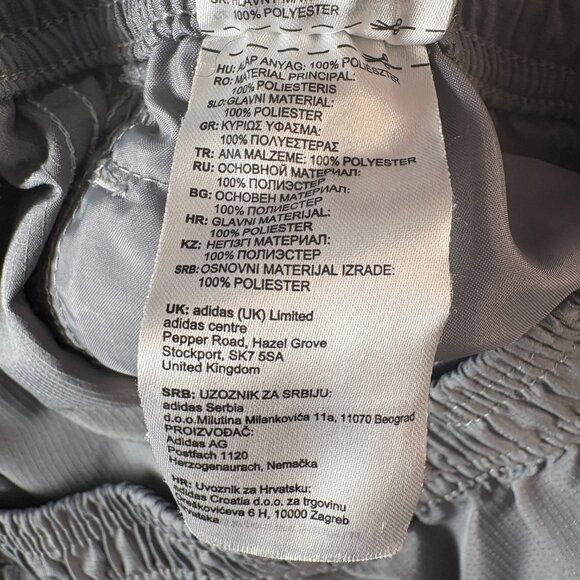 100% POLYESTER
HU: ALAP ANYAG: 100% POLIÉSZTER
RO: MATERIAL PRINCIPAL:
100% POLIESTERIS
SLO: GLAVNI MATERIAL:
100% POLIESTER
GR: ΚΥΡΙΩΣ ΥΦΑΣΜΑ:
100% ΠΟΛΥΕΣΤΕΡΑΣ
TR: ANA MALZEME: 100% POLYESTER
RU: ОСНОВНОЙ МАТЕРИАЛ:
100% ПОЛИЭСТЕР
BG: ОСНОВЕН МАТЕРИАЛ:
100% ПОЛИЕСТЕР
HR: GLAVNI MATERIJAL:
100% POLIESTER
KZ: НЕГІЗГІ МАТЕРИАЛ:
100% ПОЛИЭСТЕР
SRB: OSNOVNI MATERIJAL IZRADE:
100% POLIESTER
UK: adidas (UK) Limited
adidas centre
Pepper Road, Hazel Grove
Stockport, SK7 5SA
United Kingdom
SRB: UZOZNIK ZA SRBIJU:
adidas Serbia
d.o.o.Milutina Milankovića 11a, 11070 Beograd
PROIZVOĐAČ:
Adidas AG
Postfach 1120
Herzogenaurach, Nemačka
HR: Uvoznik za Hrvatsku:
Adidas Croatia d.o.o. za trgovinu
6 H, 10000 Zagreb